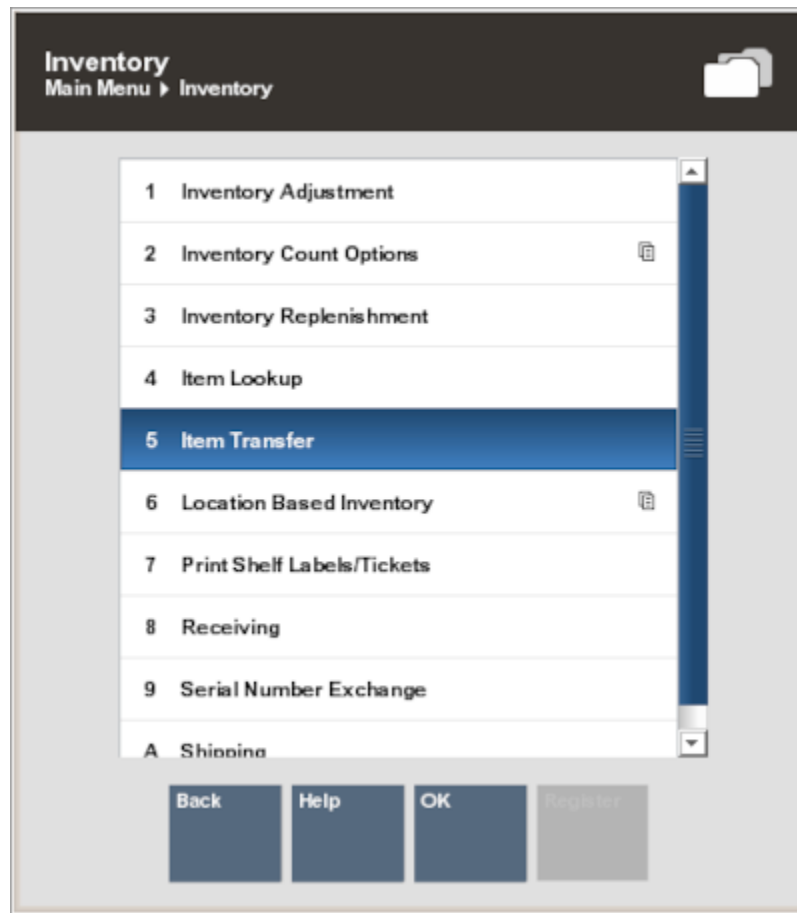 Inventory
Main Menu ▸ Inventory
1 Inventory Adjustment
2 Inventory Count Options
3 Inventory Replenishment
4 Item Lookup
5 Item Transfer
6 Location Based Inventory
7 Print Shelf Labels/Tickets
8 Receiving
9 Serial Number Exchange
A Shipping
Back Help OK Register